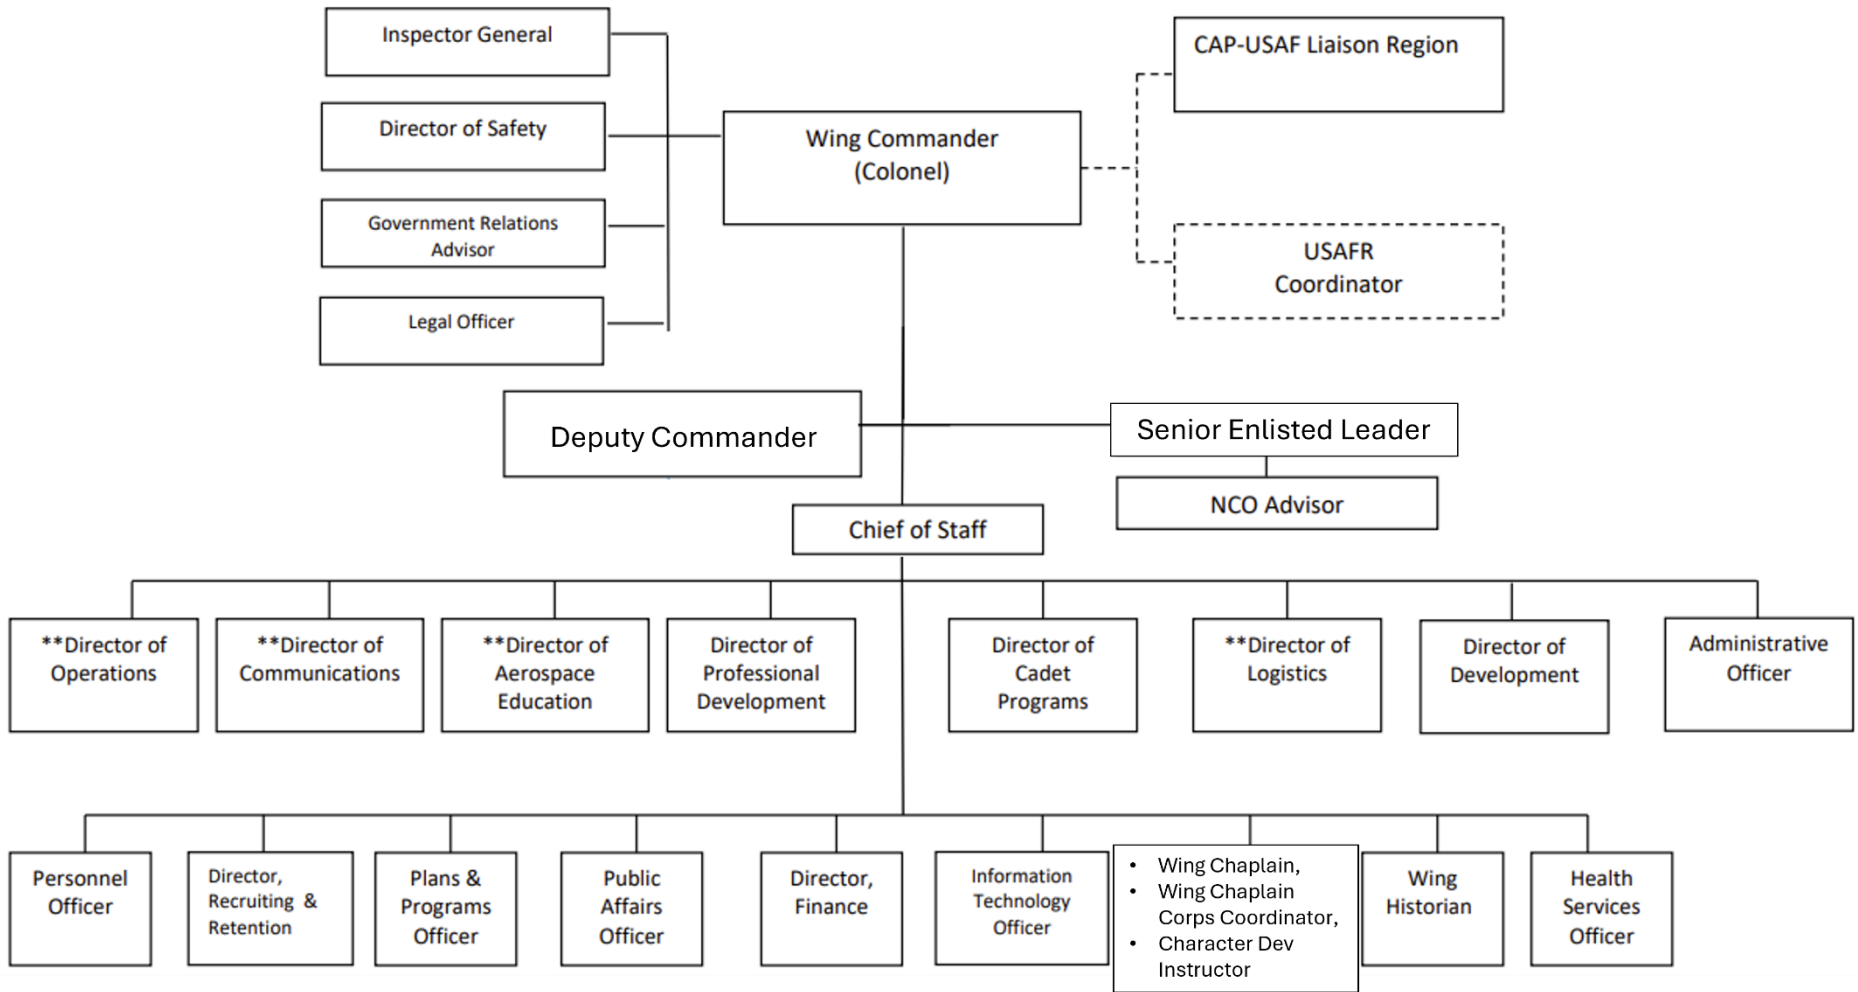 Inspector General
CAP-USAF Liaison Region
Director of Safety
Wing Commander
(Colonel)
Government Relations
Advisor
USAFR
Coordinator
Legal Officer
Deputy Commander
Senior Enlisted Leader
NCO Advisor
Chief of Staff
**Director of
Operations
**Director of
Communications
**Director of
Aerospace
Education
Director of
Professional
Development
Director of
Cadet
Programs
**Director of
Logistics
Director of
Development
Administrative
Officer
Personnel
Officer
Director,
Recruiting &
Retention
Plans &
Programs
Officer
Public
Affairs
Officer
Director,
Finance
Information
Technology
Officer
• Wing Chaplain,
• Wing Chaplain
Corps Coordinator,
• Character Dev
Instructor
Wing
Historian
Health
Services
Officer